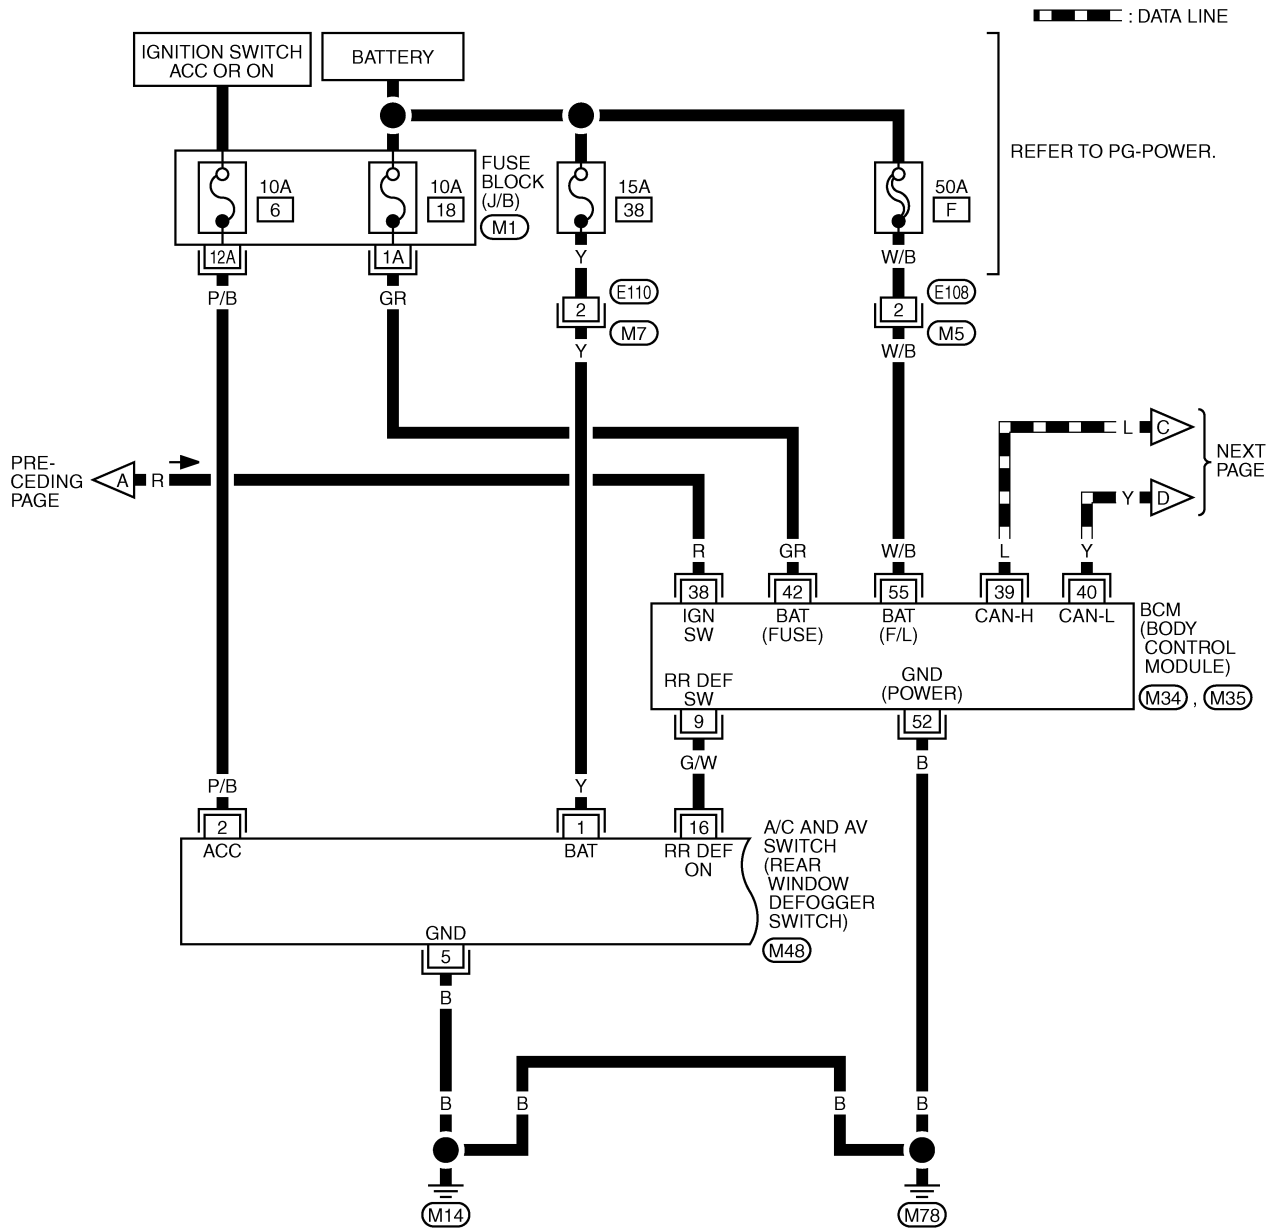 : DATA LINE
IGNITION SWITCH
ACC OR ON
BATTERY
REFER TO PG-POWER.
FUSE
BLOCK
(J/B)
M1
10A
6
10A
18
15A
38
50A
F
12A
1A
P/B
GR
Y
W/B
E110
2
M7
E108
2
M5
Y
W/B
L
C
Y
D
NEXT
PAGE
PRE-
CEDING
PAGE
A
R
R
GR
W/B
L
Y
38
42
55
39
40
IGN
SW
BAT
(FUSE)
BAT
(F/L)
CAN-H
CAN-L
BCM
(BODY
CONTROL
MODULE)
M34 , M35
RR DEF
SW
GND
(POWER)
9
52
G/W
B
P/B
Y
2
1
16
ACC
BAT
RR DEF
ON
A/C AND AV
SWITCH
(REAR
WINDOW
DEFOGGER
SWITCH)
M48
GND
5
B
B
B
B
B
M14
M78